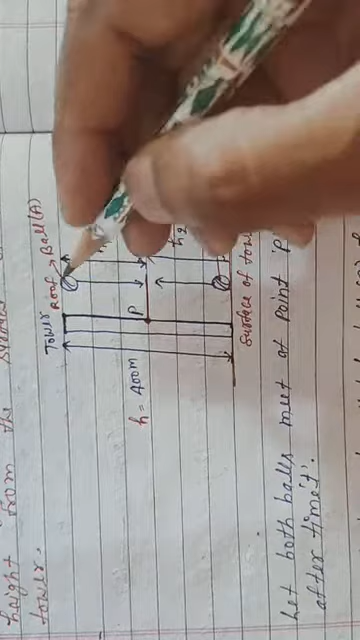 height from the
tower.
Tower Roof → Ball (A)
h₂
P
h = 400m
Surface of tow
Let both balls meet at Point P
after time 't'.